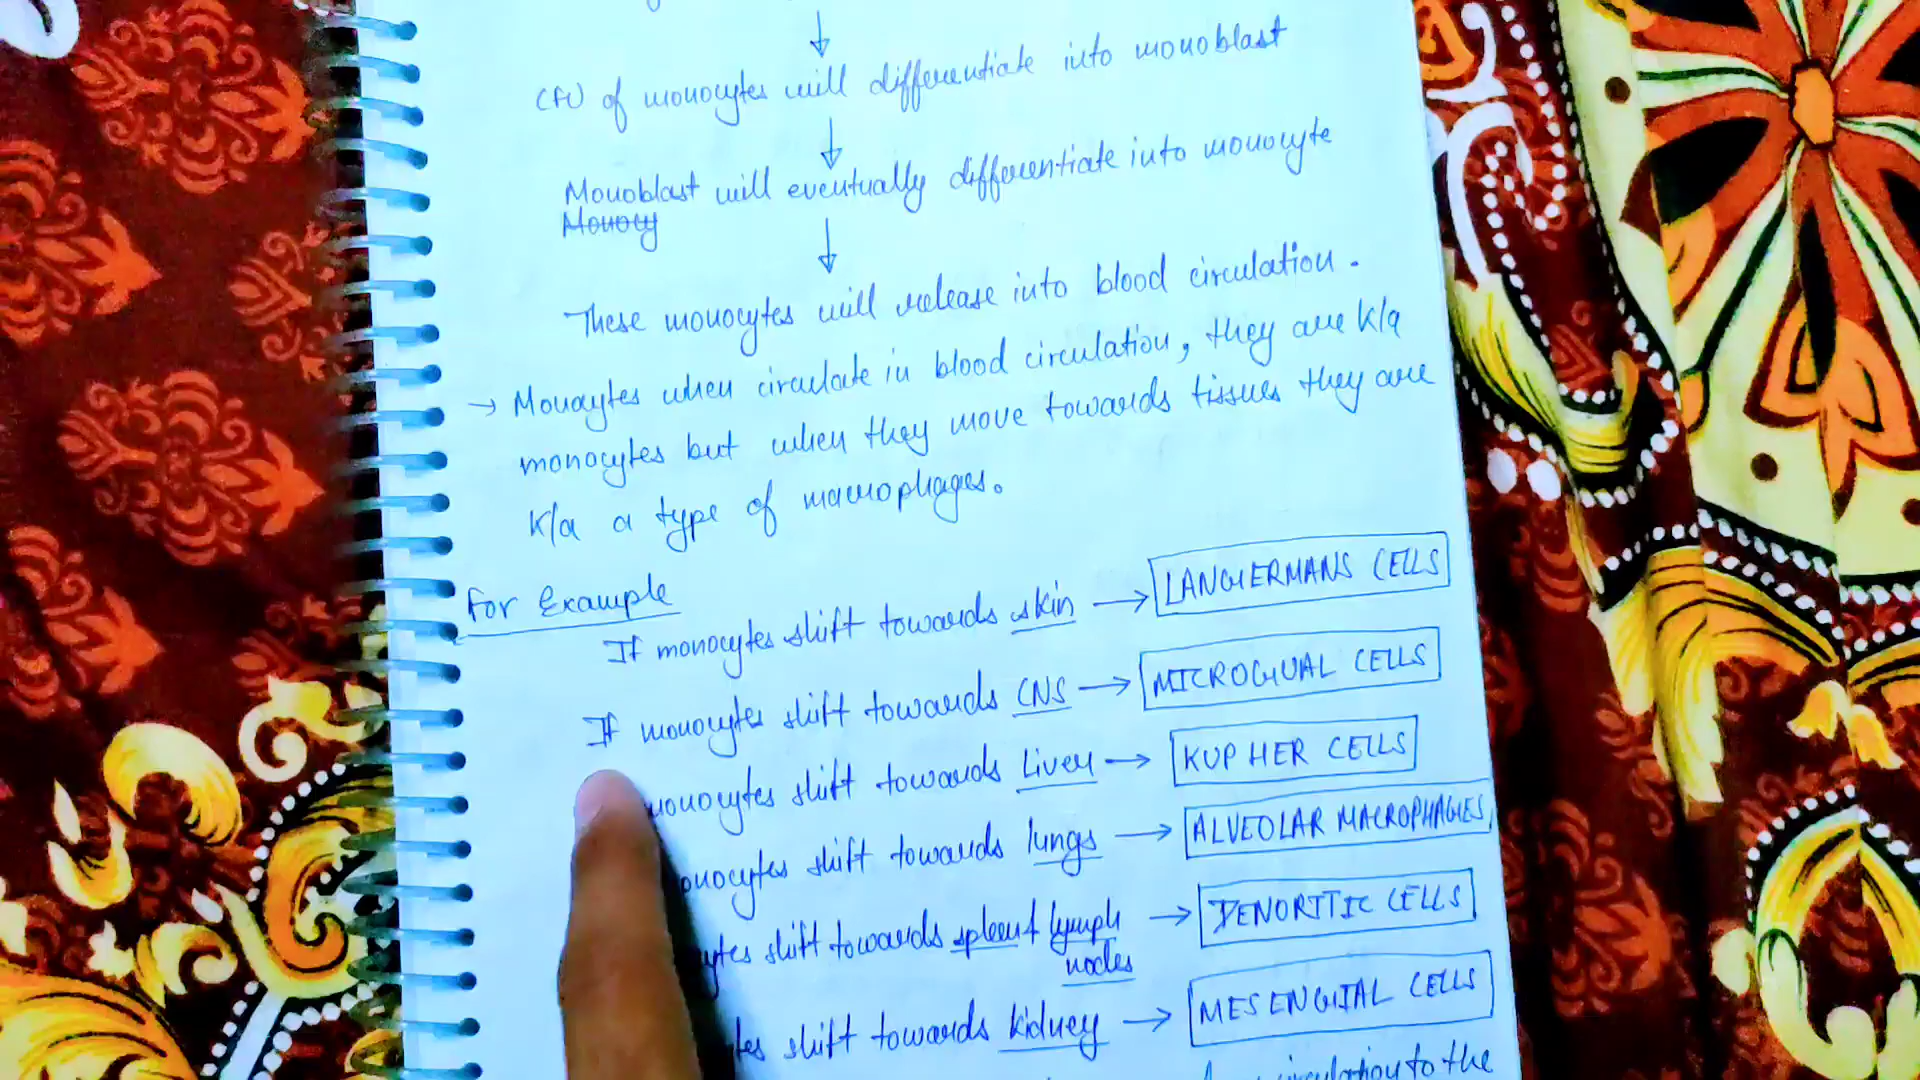 CFU of monocytes will differentiate into monoblast
Monoblast will eventually differentiate into monocyte
Monocy
These monocytes will release into blood circulation.
→ Monocytes when circulate in blood circulation, they are K/a
monocytes but when they move towards tissues they are
K/a a type of macrophages.
For Example
If monocytes shift towards skin → LANGERMANS CELLS
If monocytes shift towards CNS → MICROGLIAL CELLS
monocytes shift towards Liver → KUPHER CELLS
onocytes shift towards lungs → ALVEOLAR MACROPHAGES
ytes shift towards spleen & lymph → DENDRITIC CELLS
nodes
tes shift towards kidney → MESENGIAL CELLS
circulation to the